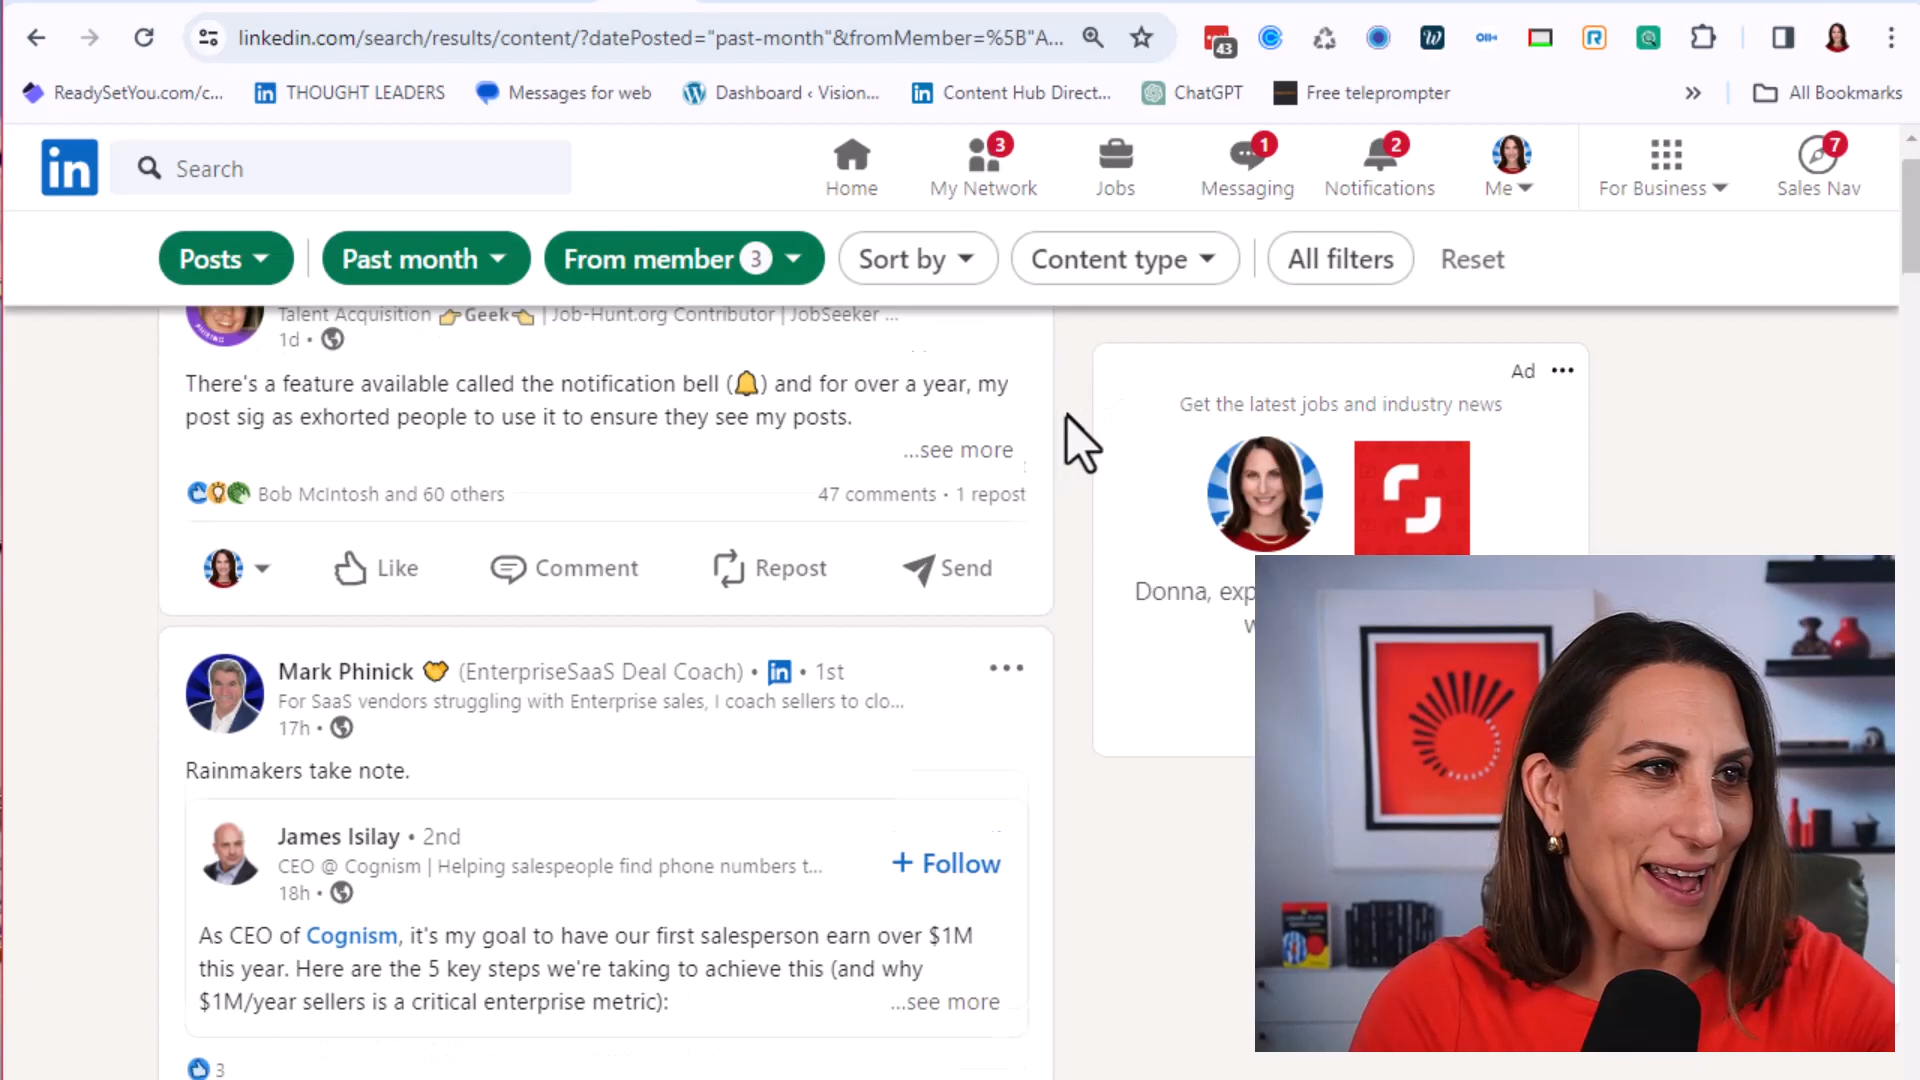 linkedin.com/search/results/content/?datePosted="past-month"&fromMember=%5B"A...
43
ReadySetYou.com/c...
THOUGHT LEADERS
Messages for web
Dashboard ‹ Vision...
Content Hub Direct...
ChatGPT
Free teleprompter
»
All Bookmarks
in
Search
Home
3
My Network
Jobs
1
Messaging
2
Notifications
Me
For Business
7
Sales Nav
Posts
Past month
From member 3
Sort by
Content type
All filters
Reset
Talent Acquisition 👉Geek👈 | Job-Hunt.org Contributor | JobSeeker ...
1d •
There's a feature available called the notification bell (🔔) and for over a year, my
post sig as exhorted people to use it to ensure they see my posts.
...see more
Bob McIntosh and 60 others
47 comments • 1 repost
Like
Comment
Repost
Send
Mark Phinick (EnterpriseSaaS Deal Coach) • in • 1st
For SaaS vendors struggling with Enterprise sales, I coach sellers to clo...
17h •
Rainmakers take note.
James Isilay • 2nd
CEO @ Cognism | Helping salespeople find phone numbers t...
18h •
+ Follow
As CEO of Cognism, it's my goal to have our first salesperson earn over $1M
this year. Here are the 5 key steps we're taking to achieve this (and why
$1M/year sellers is a critical enterprise metric):
...see more
3
Ad
Get the latest jobs and industry news
Donna, exp